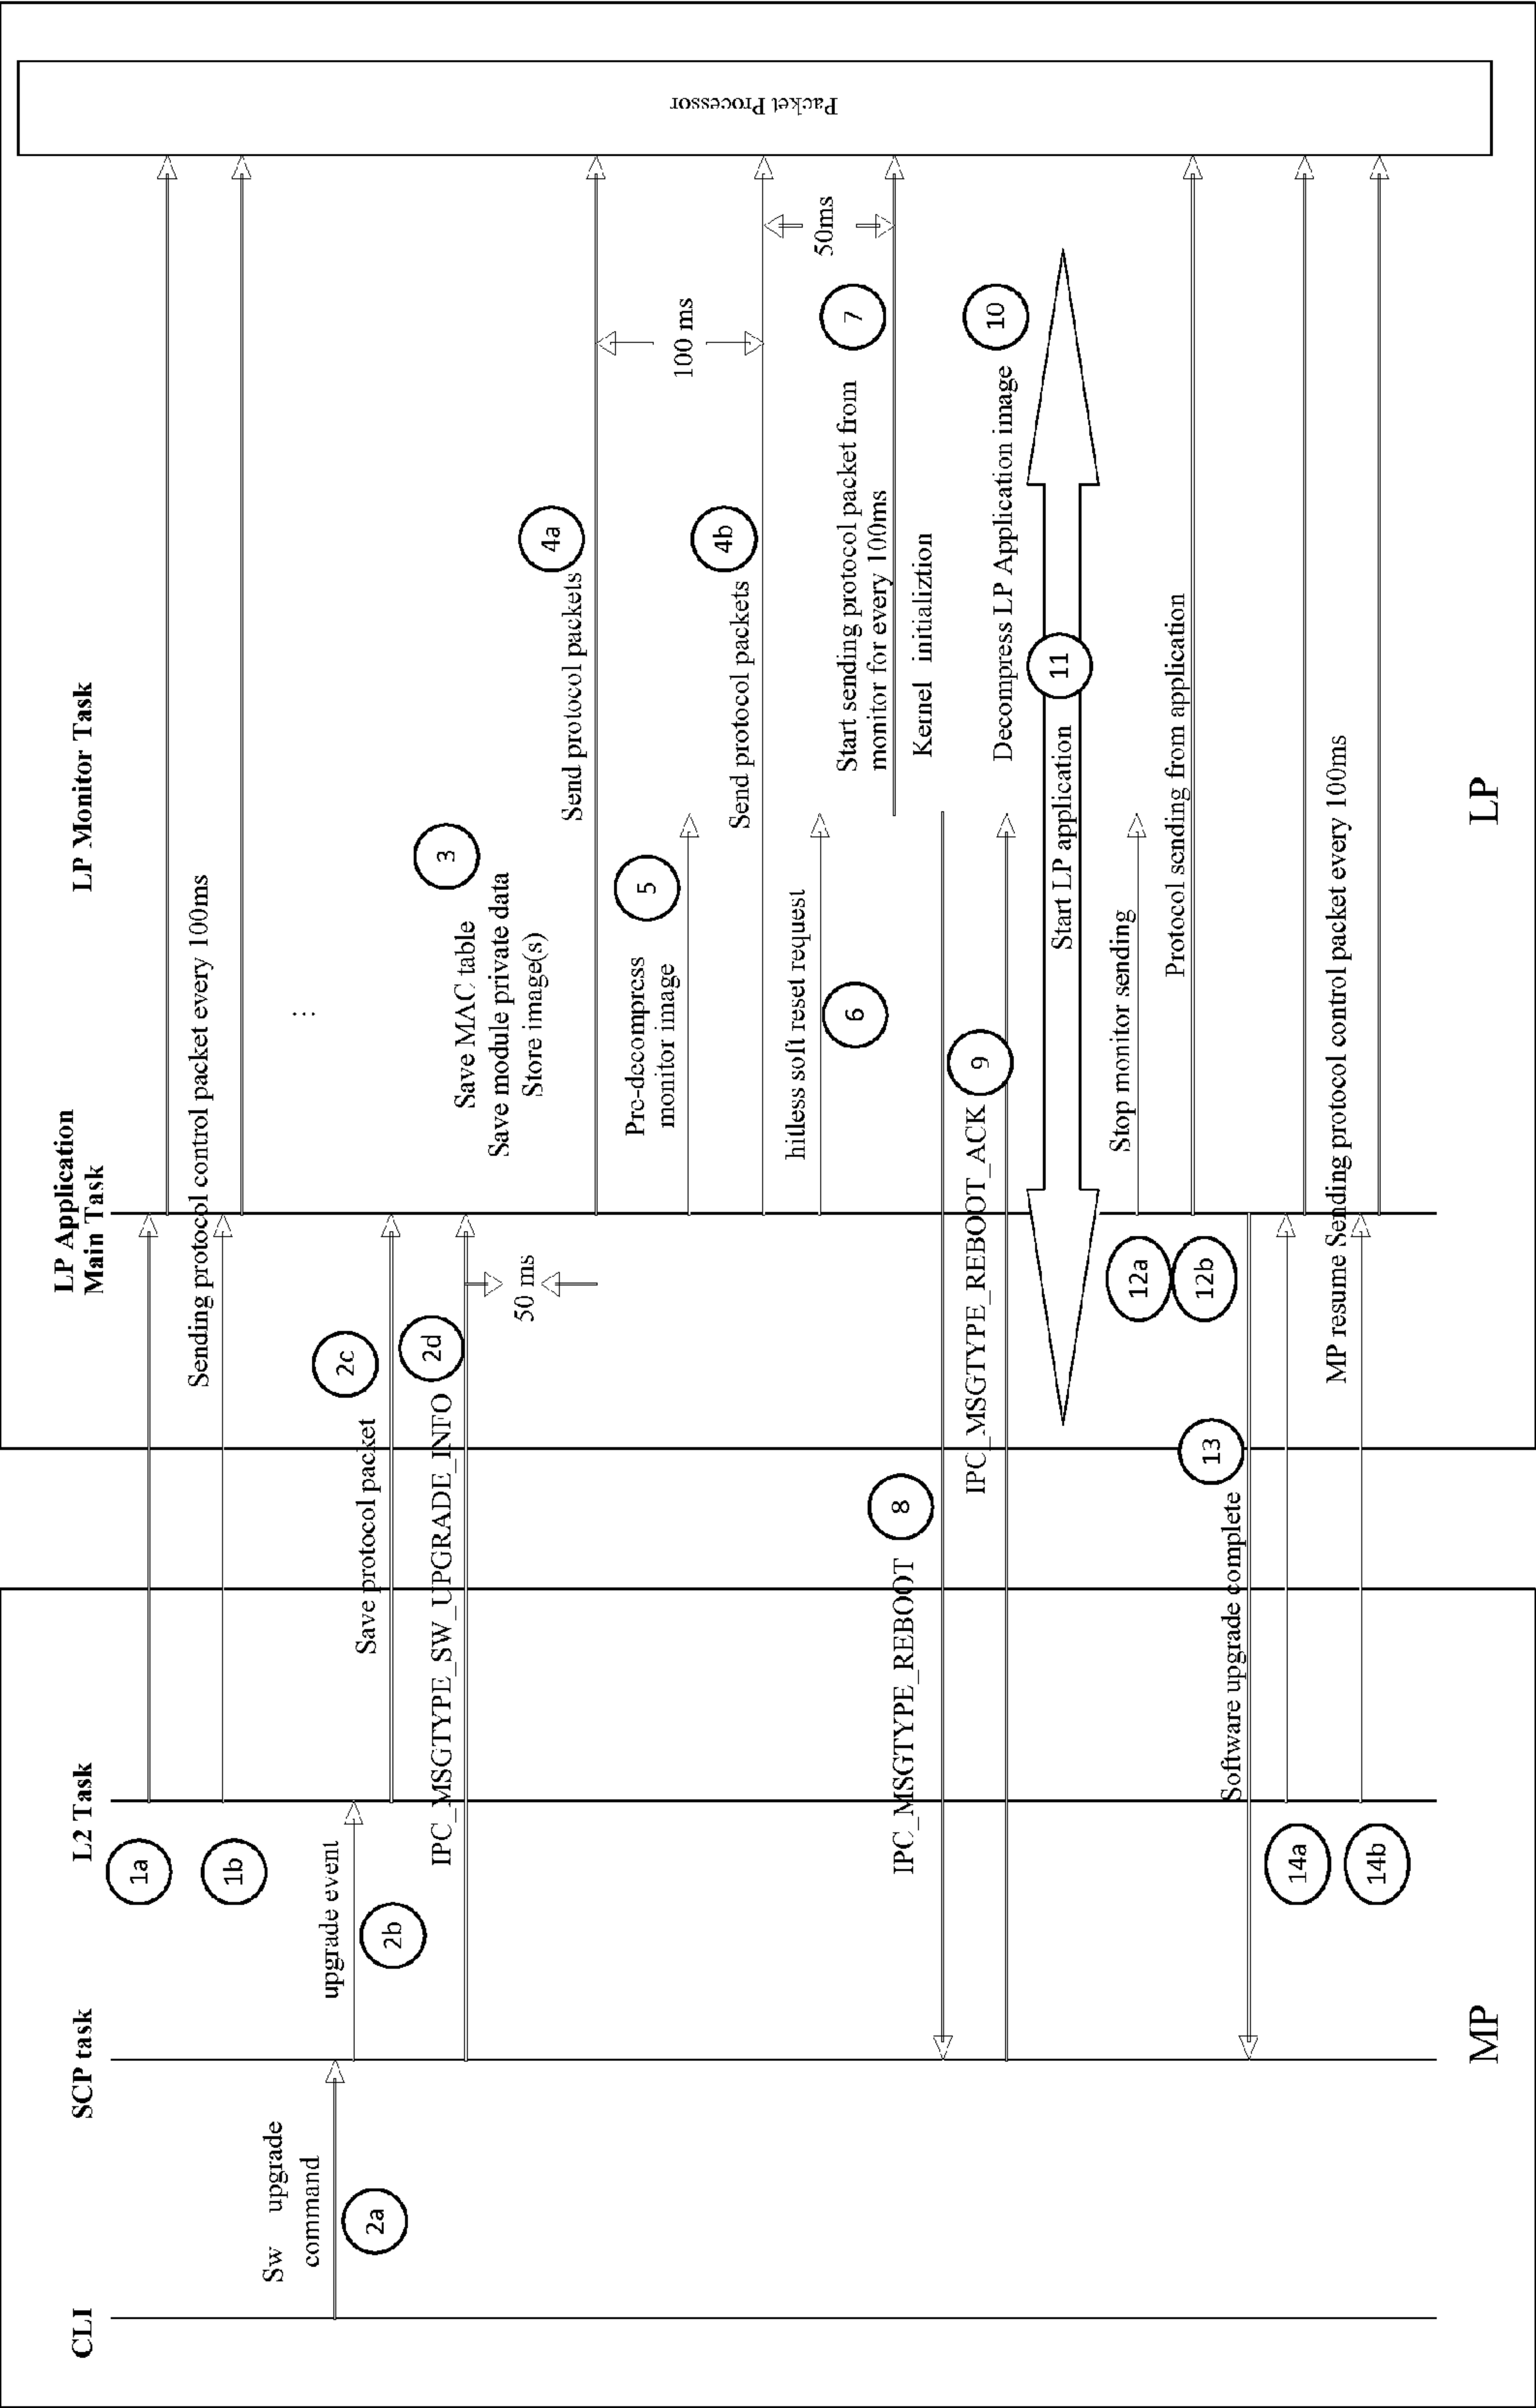 CLI
SCP task
L2 Task
LP Application
Main Task
LP Monitor Task
1a
1b
Sending protocol control packet every 100ms
...
Sw upgrade
command
2a
upgrade event
2b
Save protocol packet
2c
IPC_MSGTYPE_SW_UPGRADE_INFO
2d
50 ms
3
Save MAC table
Save module private data
Store image(s)
Send protocol packets
4a
100 ms
Pre-decompress
monitor image
5
Send protocol packets
4b
50ms
hitless soft reset request
6
Start sending protocol packet from
monitor for every 100ms
7
Kernel initializtion
IPC_MSGTYPE_REBOOT
8
IPC_MSGTYPE_REBOOT_ACK
9
Decompress LP Application image
10
Start LP application
11
Stop monitor sending
12a
Protocol sending from application
12b
Software upgrade complete
13
14a
14b
MP resume Sending protocol control packet every 100ms
Packet Processor
MP
LP